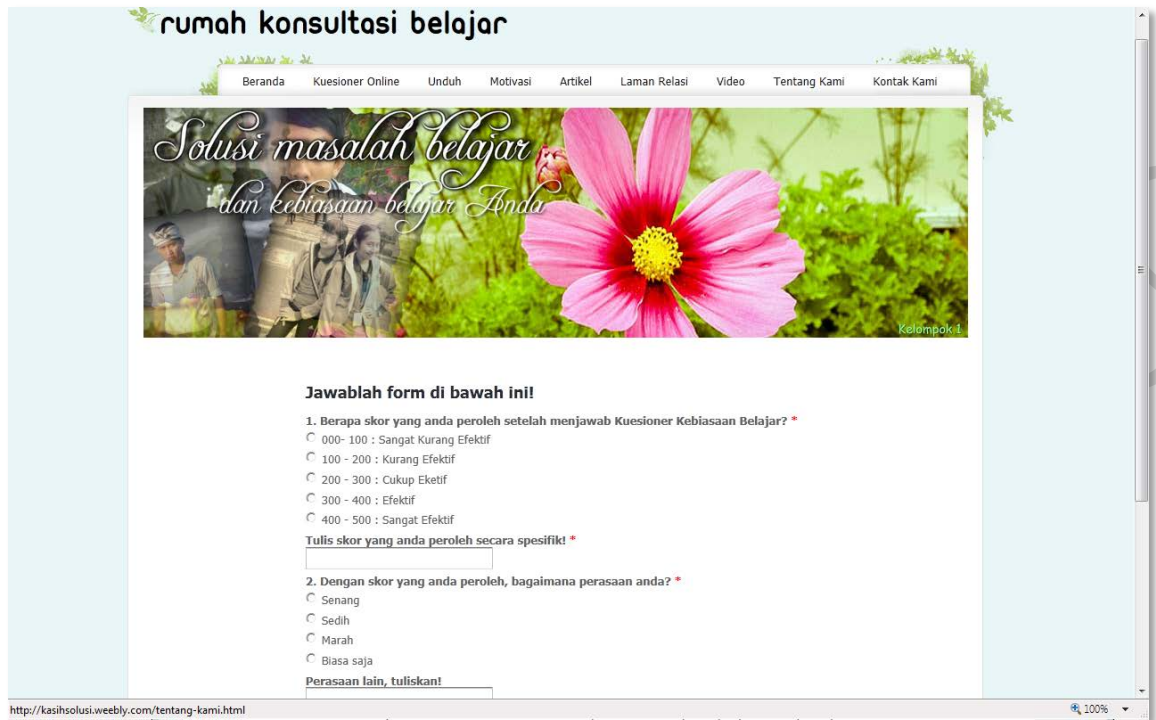 rumah konsultasi belajar
Beranda Kuesioner Online Unduh Motivasi Artikel Laman Relasi Video Tentang Kami Kontak Kami
Solusi masalah belajar
dan kebiasaan belajar Anda
Kelompok 1
Jawablah form di bawah ini!
1. Berapa skor yang anda peroleh setelah menjawab Kuesioner Kebiasaan Belajar? *
000- 100 : Sangat Kurang Efektif
100 - 200 : Kurang Efektif
200 - 300 : Cukup Eketif
300 - 400 : Efektif
400 - 500 : Sangat Efektif
Tulis skor yang anda peroleh secara spesifik! *
2. Dengan skor yang anda peroleh, bagaimana perasaan anda? *
Senang
Sedih
Marah
Biasa saja
Perasaan lain, tuliskan!
http://kasihsolusi.weebly.com/tentang-kami.html
100%